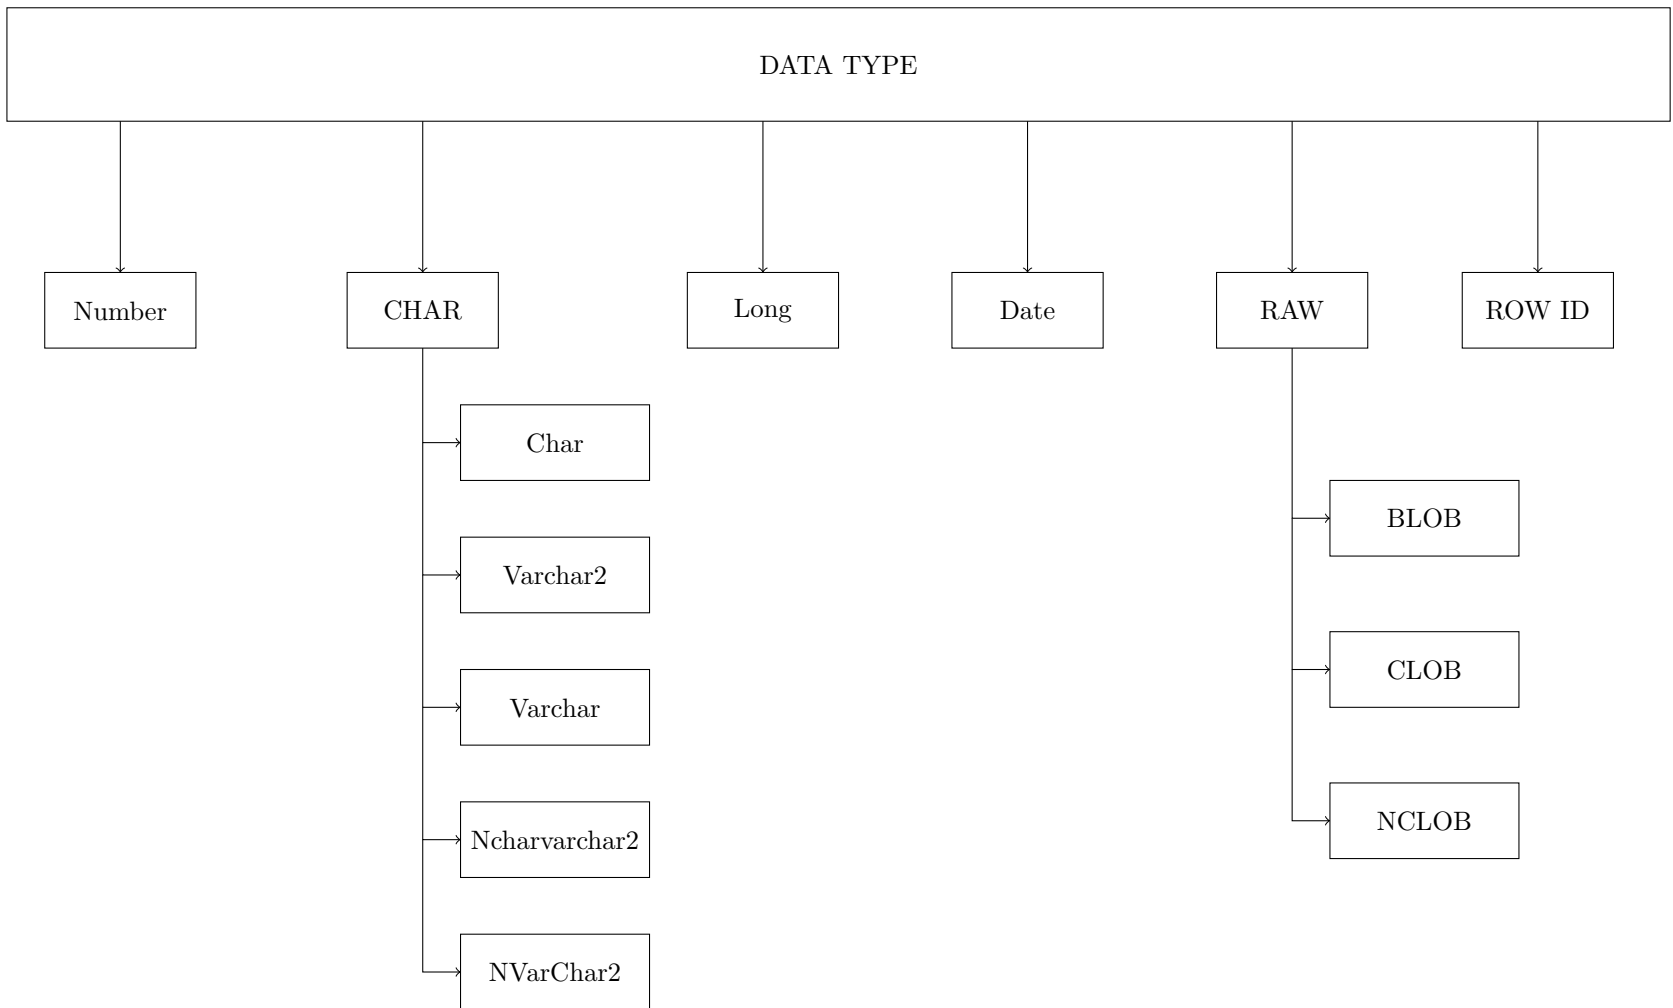 DATA TYPE
Number
CHAR
Long
Date
RAW
ROW ID
Char
Varchar2
Varchar
Ncharvarchar2
NVarChar2
BLOB
CLOB
NCLOB